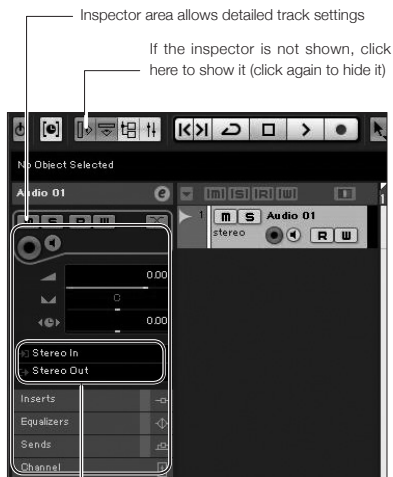 Inspector area allows detailed track settings
If the inspector is not shown, click
here to show it (click again to hide it)
No Object Selected
Audio 01
m S R W
m S R W
1 m S Audio 01
stereo R W
1
0.00
0.00
Stereo In
Stereo Out
Inserts
Equalizers
Sends
Channel